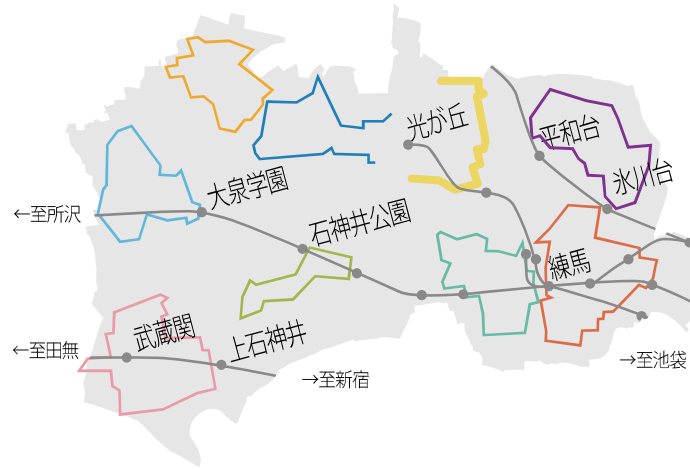 光が丘
平和台
氷川台
大泉学園
←至所沢
石神井公園
練馬
武蔵関
上石神井
←至田無
→至池袋
→至新宿